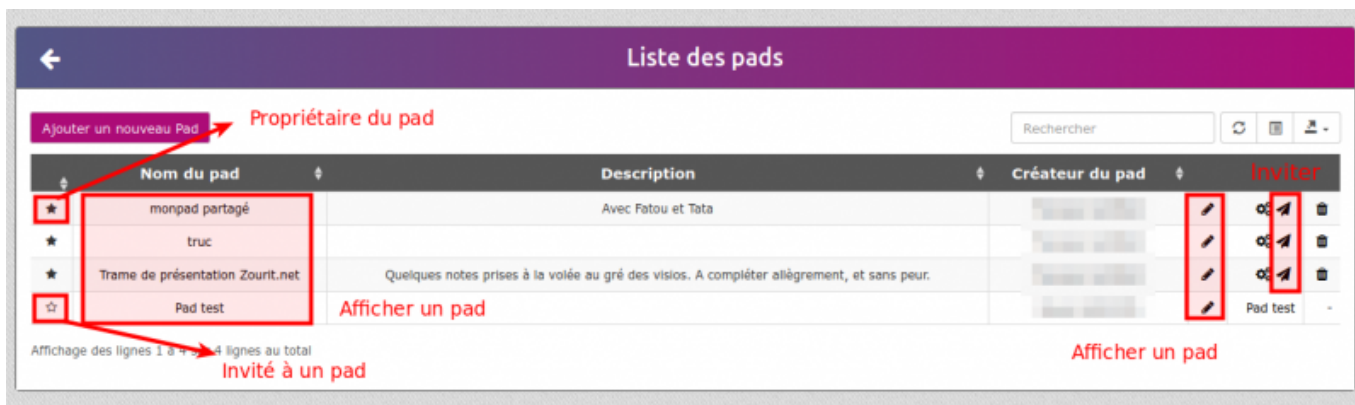 Liste des pads
Ajouter un nouveau Pad
Propriétaire du pad
Rechercher
Nom du pad Description Créateur du pad Inviter
monpad partagé Avec Fatou et Tata
truc
Trame de présentation Zourit.net Quelques notes prises à la volée au gré des visios. A compléter allègrement, et sans peur.
Pad test Afficher un pad Pad test -
Affichage des lignes 1 à 4 4 lignes au total
Afficher un pad
Invité à un pad